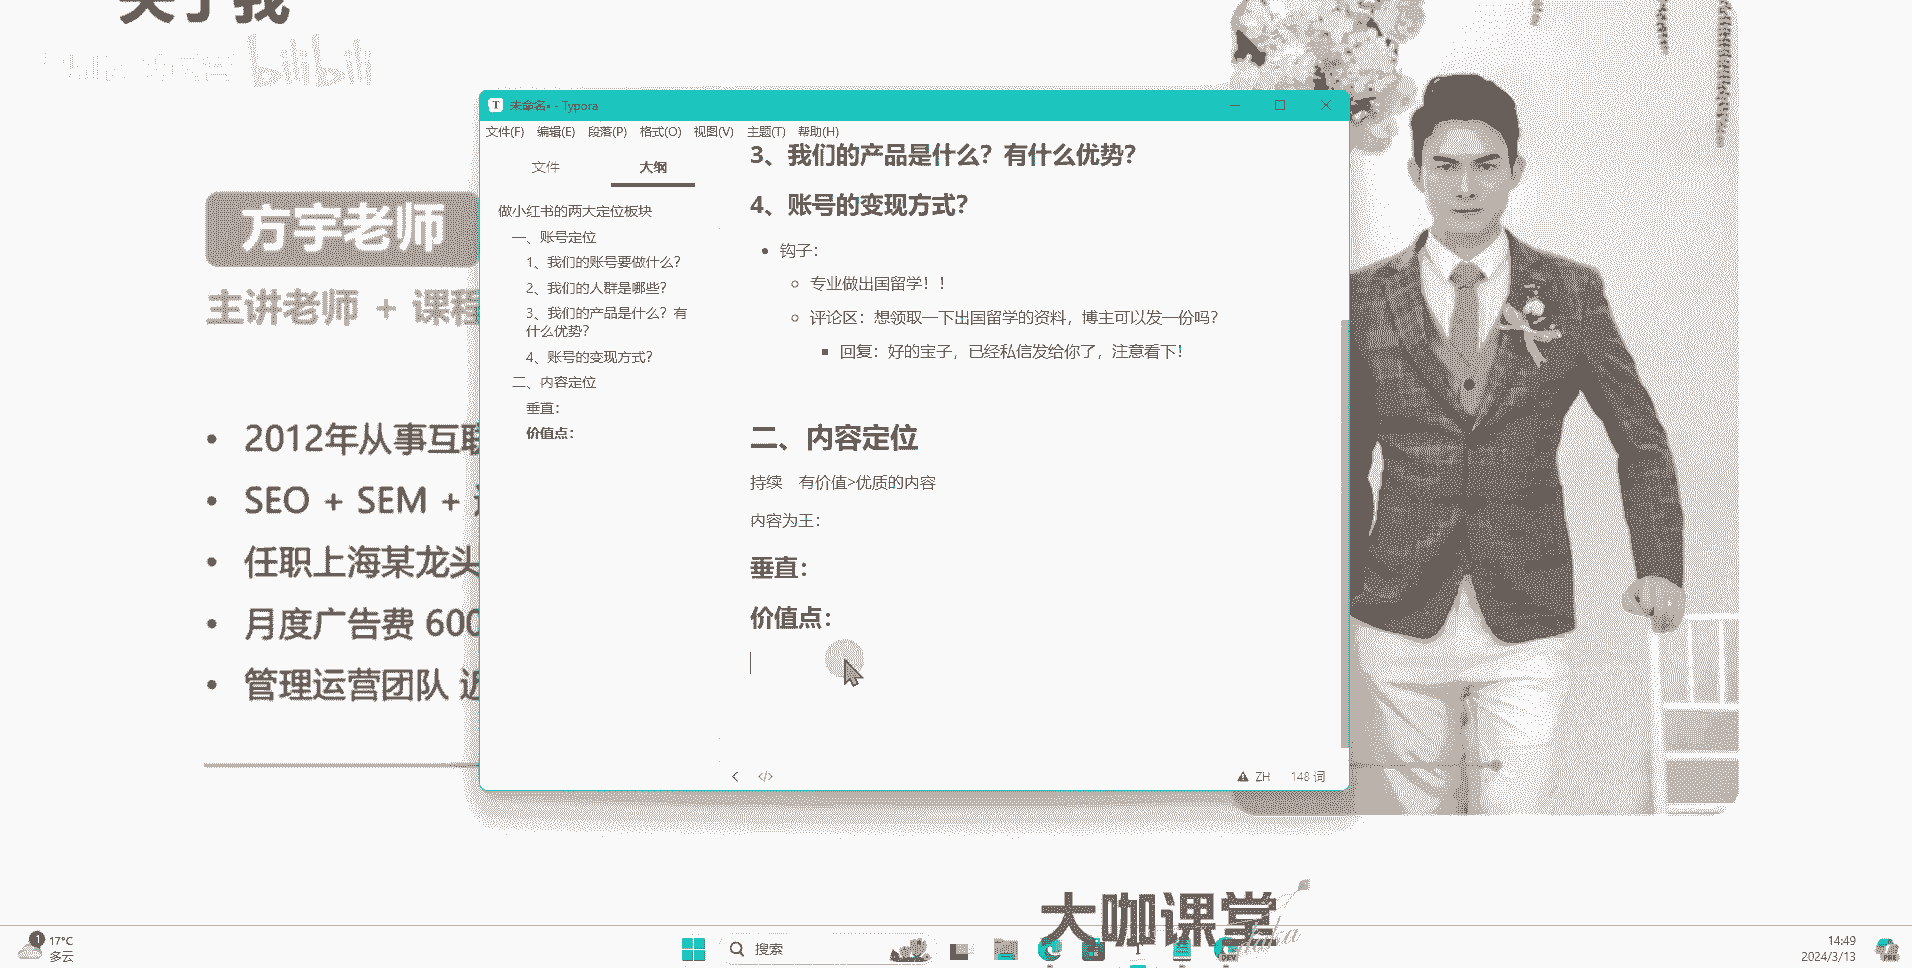 关于我
bilibili
方宇老师
主讲老师 + 课程
2012年从事互联
SEO + SEM +
任职上海某龙头
月度广告费 600
管理运营团队 近
未命名• - Typora
文件(F) 编辑(E) 段落(P) 格式(O) 视图(V) 主题(T) 帮助(H)
文件 大纲
做小红书的两大定位板块
一、账号定位
1、我们的账号要做什么?
2、我们的人群是哪些?
3、我们的产品是什么?有
什么优势?
4、账号的变现方式?
二、内容定位
垂直:
价值点:
3、我们的产品是什么?有什么优势?
4、账号的变现方式?
钩子:
专业做出国留学!!
评论区:想领取一下出国留学的资料,博主可以发一份吗?
回复:好的宝子,已经私信发给你了,注意看下!
二、内容定位
持续 有价值>优质的内容
内容为王:
垂直:
价值点:
ZH 148 词
大咖课堂
1
17°C
多云
搜索
DEV
14:49
2024/3/13
PRE